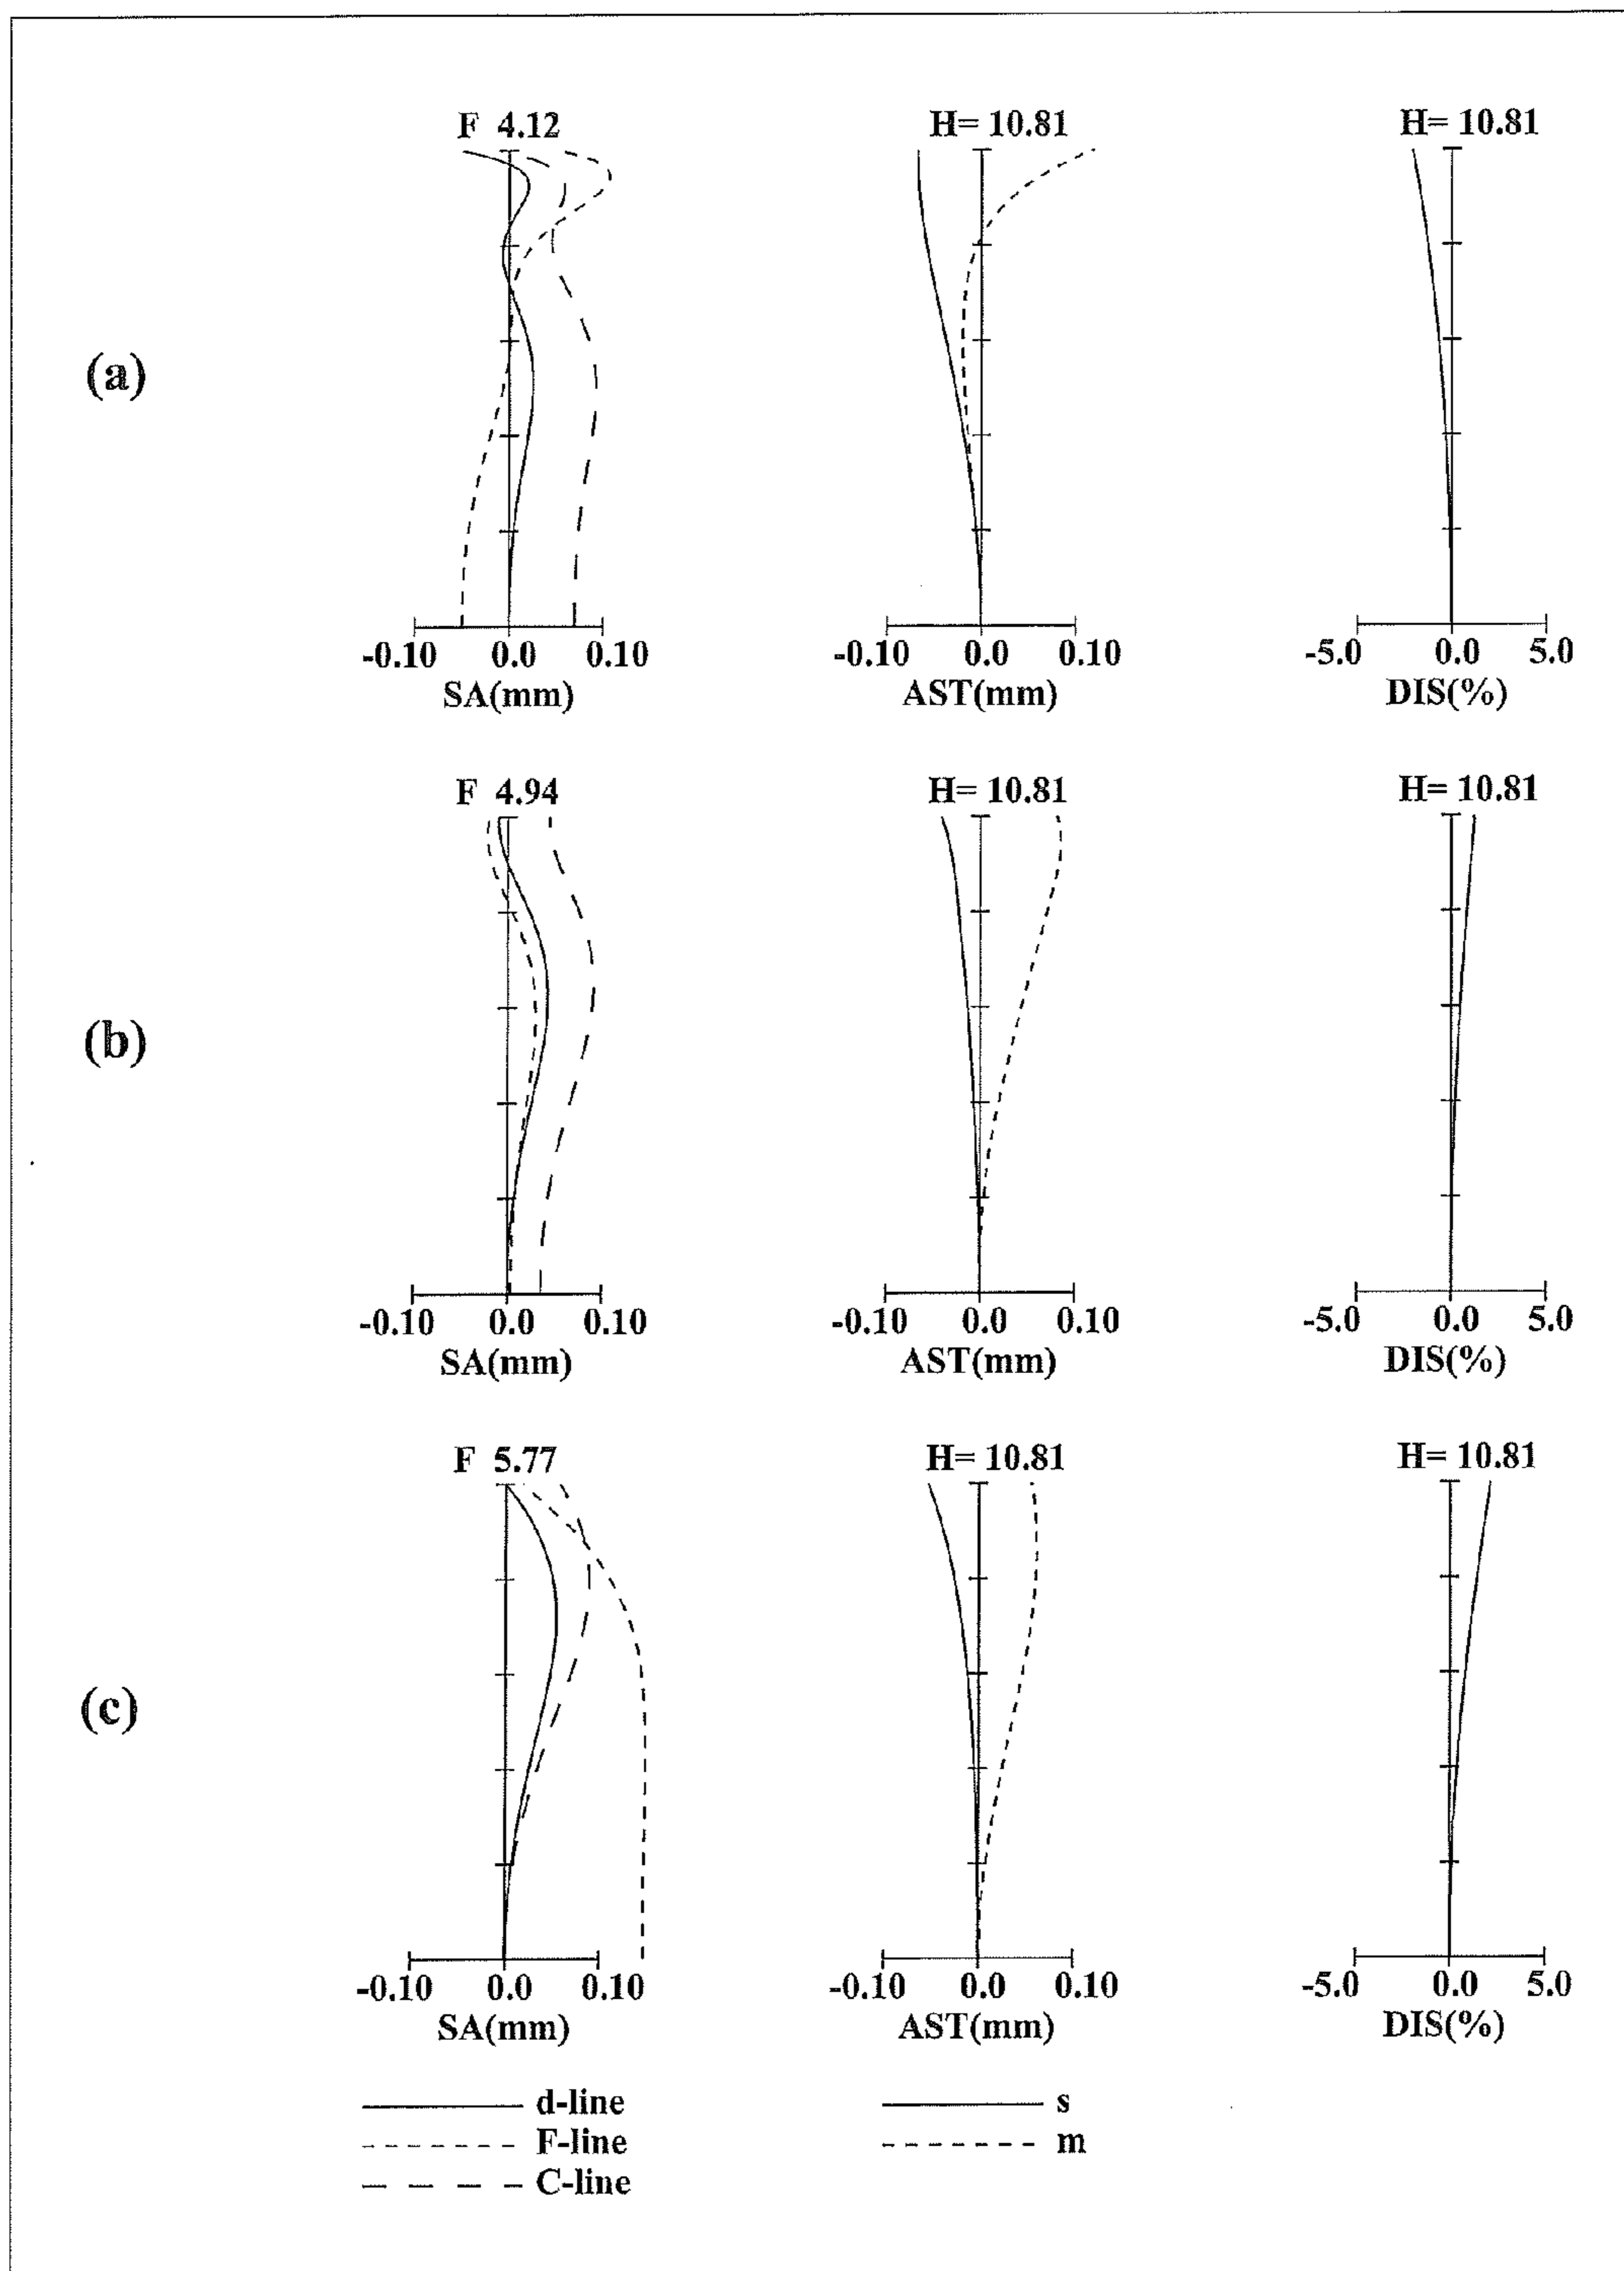 F 4.12 H= 10.81 H= 10.81
(a)
-0.10 0.0 0.10 -0.10 0.0 0.10 -5.0 0.0 5.0
SA(mm) AST(mm) DIS(%)
F 4.94 H= 10.81 H= 10.81
(b)
-0.10 0.0 0.10 -0.10 0.0 0.10 -5.0 0.0 5.0
SA(mm) AST(mm) DIS(%)
F 5.77 H= 10.81 H= 10.81
(c)
-0.10 0.0 0.10 -0.10 0.0 0.10 -5.0 0.0 5.0
SA(mm) AST(mm) DIS(%)
d-line s
F-line m
C-line